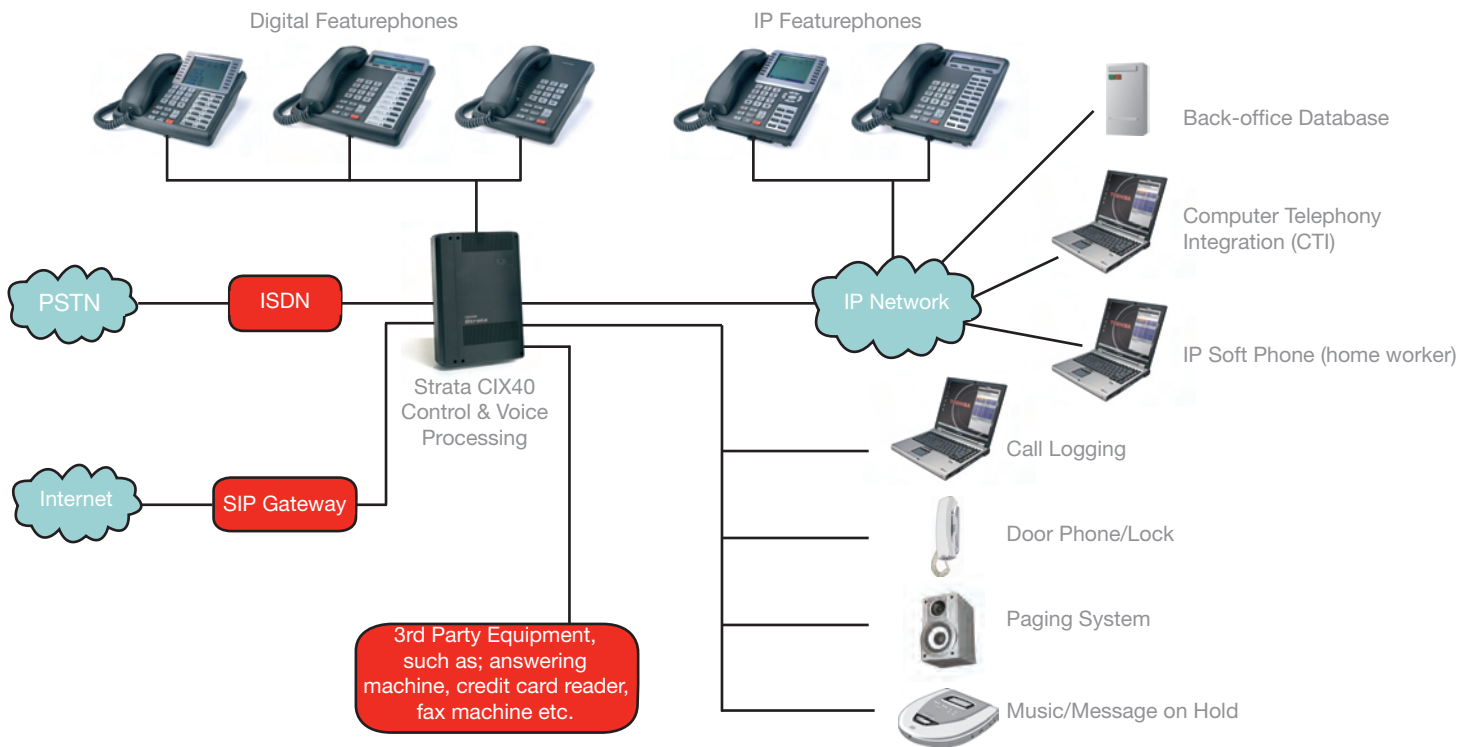 Digital Featurephones
IP Featurephones
Back-office Database
Computer Telephony
Integration (CTI)
PSTN
ISDN
IP Network
IP Soft Phone (home worker)
Strata CIX40
Control & Voice
Processing
Call Logging
Internet
SIP Gateway
Door Phone/Lock
Paging System
3rd Party Equipment,
such as; answering
machine, credit card reader,
fax machine etc.
Music/Message on Hold